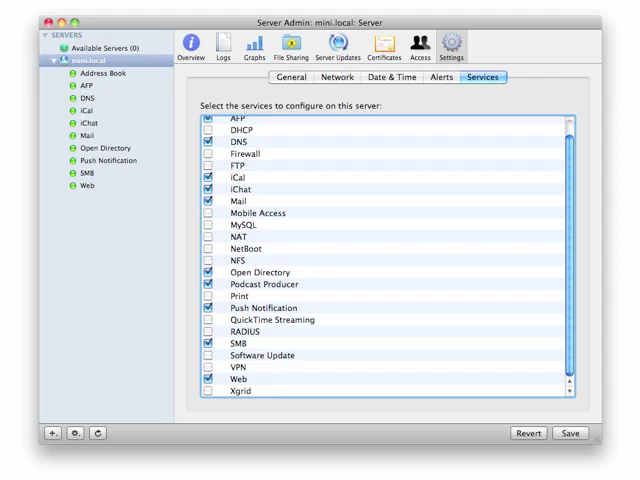 Server Admin: mini.local: Server
SERVERS
Available Servers (0)
mini.local
Address Book
AFP
DNS
iCal
iChat
Mail
Open Directory
Push Notification
SMB
Web
Overview
Logs
Graphs
File Sharing
Server Updates
Certificates
Access
Settings
General
Network
Date & Time
Alerts
Services
Select the services to configure on this server:
AFP
DHCP
DNS
Firewall
FTP
iCal
iChat
Mail
Mobile Access
MySQL
NAT
NetBoot
NFS
Open Directory
Podcast Producer
Print
Push Notification
QuickTime Streaming
RADIUS
SMB
Software Update
VPN
Web
Xgrid
Revert
Save